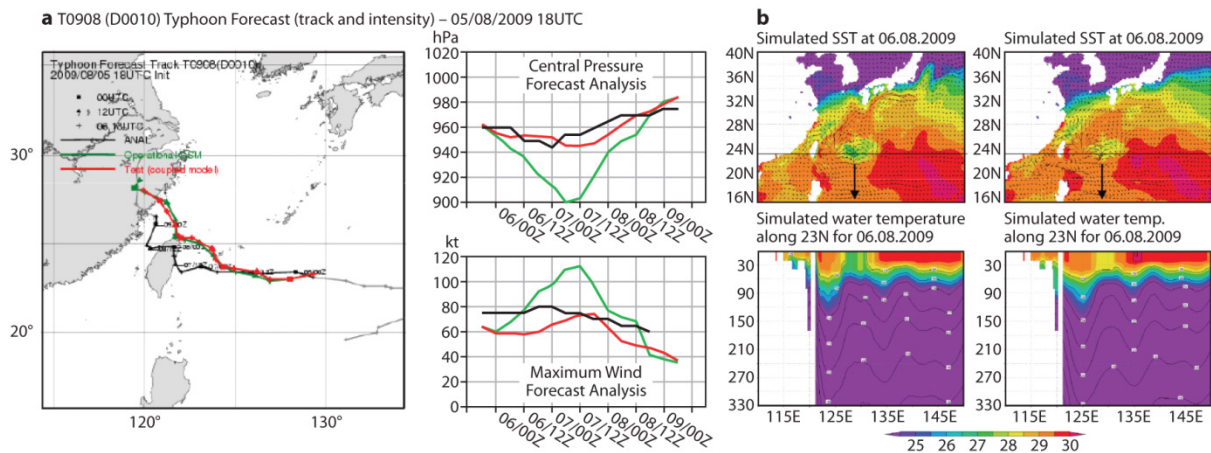 a T0908 (D0010) Typhoon Forecast (track and intensity) – 05/08/2009 18UTC
Typhoon Forecast Track T0908(D0010)
2009/08/05 18UTC Init
00UTC
12UTC
06,18UTC
ANAL
Operational GSM
Test (coupled model)
30°
20°
120°
130°
hPa
1020
1000
980
960
940
920
900
Central Pressure
Forecast Analysis
06/00Z
06/12Z
07/00Z
07/12Z
08/00Z
08/12Z
09/00Z
kt
120
100
80
60
40
20
0
Maximum Wind
Forecast Analysis
06/00Z
06/12Z
07/00Z
07/12Z
08/00Z
08/12Z
09/00Z
b
Simulated SST at 06.08.2009
40N
36N
32N
28N
24N
20N
16N
Simulated SST at 06.08.2009
40N
36N
32N
28N
24N
20N
16N
Simulated water temperature
along 23N for 06.08.2009
30
90
150
210
270
330
115E
125E
135E
145E
Simulated water temp.
along 23N for 06.08.2009
30
90
150
210
270
330
115E
125E
135E
145E
25 26 27 28 29 30